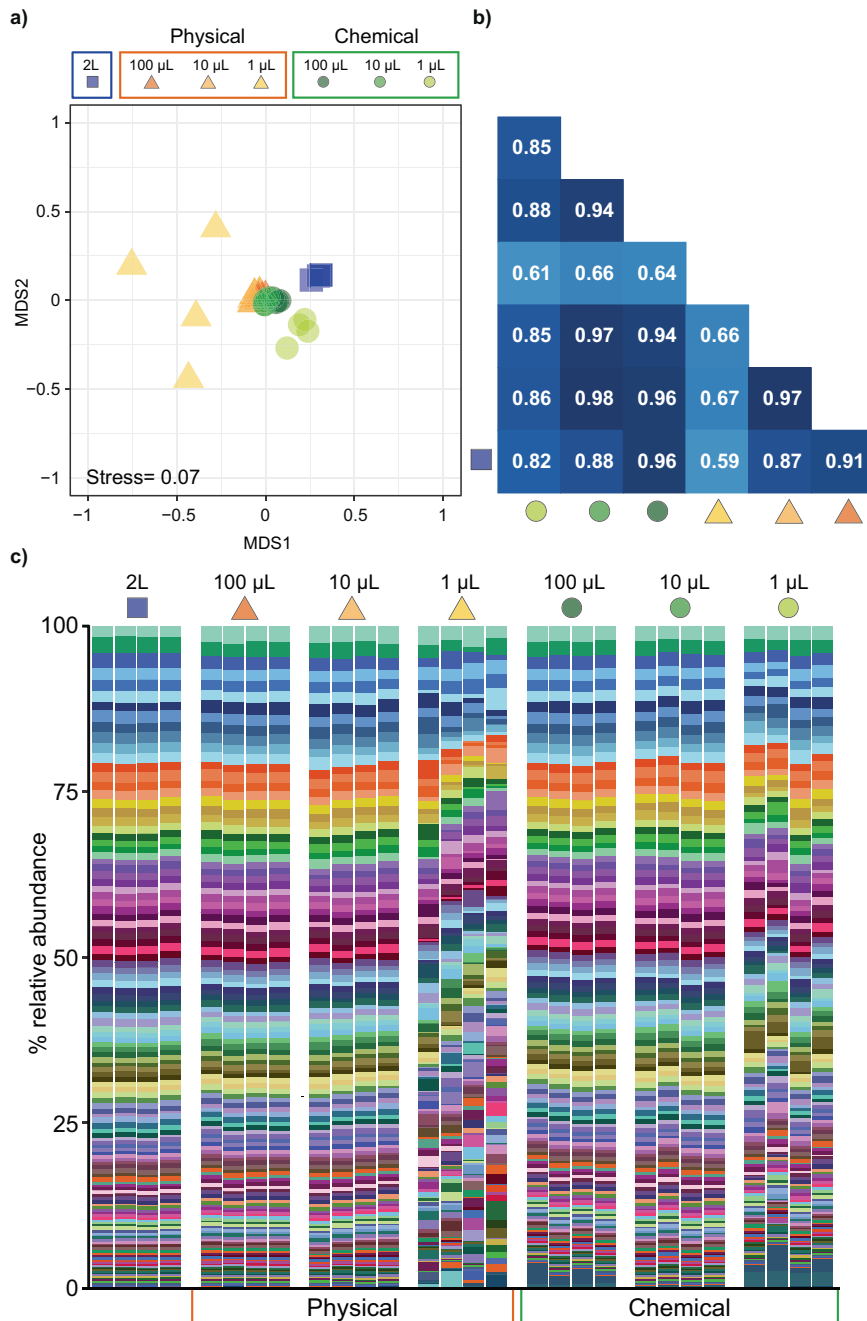 a)
Physical
Chemical
b)
2L
100 µL
10 µL
1 µL
100 µL
10 µL
1 µL
1
0.5
0
−0.5
−1
MDS2
Stress= 0.07
−1
−0.5
0
0.5
1
MDS1
0.85
0.88 0.94
0.61 0.66 0.64
0.85 0.97 0.94 0.66
0.86 0.98 0.96 0.67 0.97
0.82 0.88 0.96 0.59 0.87 0.91
c)
2L
100 µL
10 µL
1 µL
100 µL
10 µL
1 µL
100
75
50
25
0
% relative abundance
Physical
Chemical